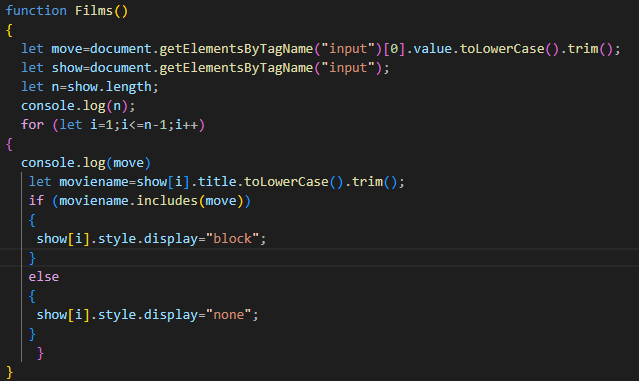 function Films()
{
let move=document.getElementsByTagName("input")[0].value.toLowerCase().trim();
let show=document.getElementsByTagName("input");
let n=show.length;
console.log(n);
for (let i=1;i<=n-1;i++)
{
console.log(move)
let moviename=show[i].title.toLowerCase().trim();
if (moviename.includes(move))
{
show[i].style.display="block";
}
else
{
show[i].style.display="none";
}
}
}